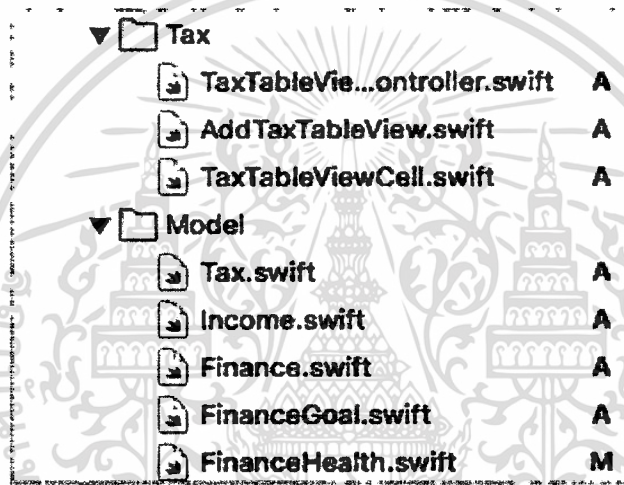 Tax
TaxTableVie...ontroller.swift A
AddTaxTableView.swift A
TaxTableViewCell.swift A
Model
Tax.swift A
Income.swift A
Finance.swift A
FinanceGoal.swift A
FinanceHealth.swift M